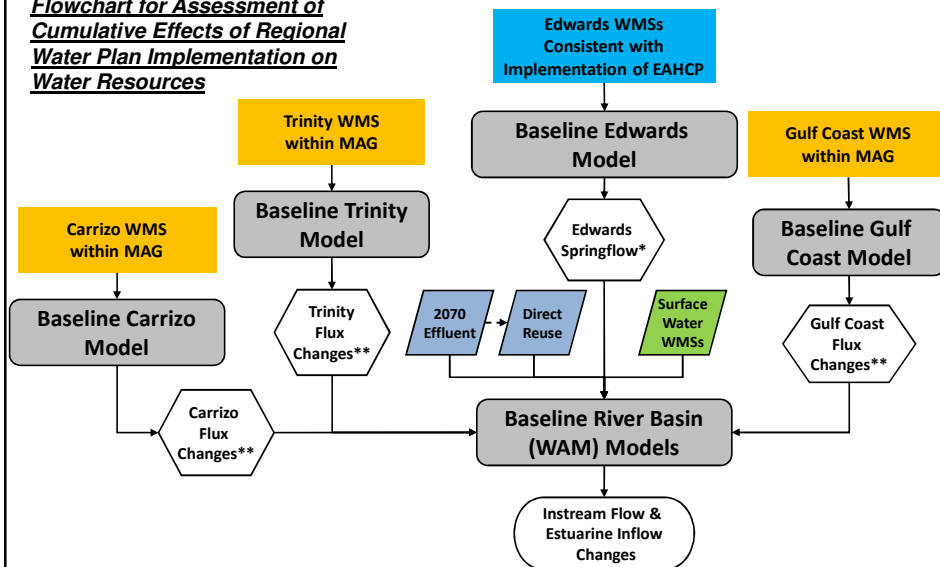 Flowchart for Assessment of
Cumulative Effects of Regional
Water Plan Implementation on
Water Resources
Edwards WMSs
Consistent with
Implementation of EAHCP
Trinity WMS
within MAG
Baseline Edwards
Model
Gulf Coast WMS
within MAG
Carrizo WMS
within MAG
Baseline Trinity
Model
Edwards
Springflow*
Baseline Gulf
Coast Model
Baseline Carrizo
Model
Trinity
Flux
Changes**
2070
Effluent
Direct
Reuse
Surface
Water
WMSs
Gulf Coast
Flux
Changes**
Carrizo
Flux
Changes**
Baseline River Basin
(WAM) Models
Instream Flow &
Estuarine Inflow
Changes